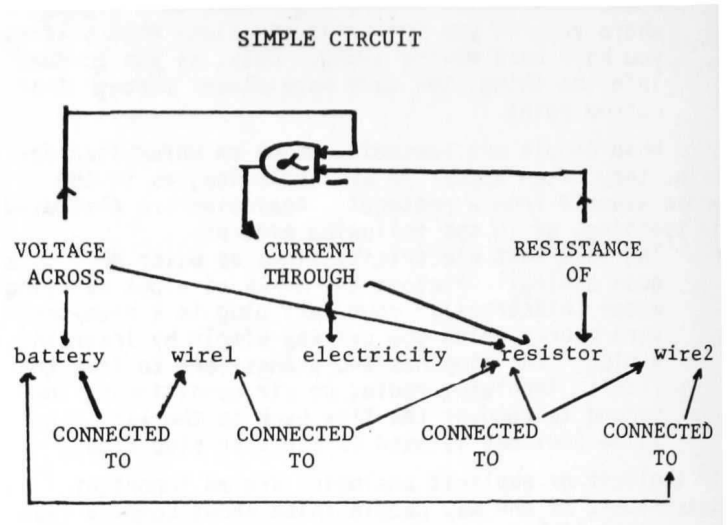 SIMPLE CIRCUIT
VOLTAGE ACROSS
CURRENT THROUGH
RESISTANCE OF
battery wire1 electricity resistor wire2
CONNECTED TO
CONNECTED TO
CONNECTED TO
CONNECTED TO